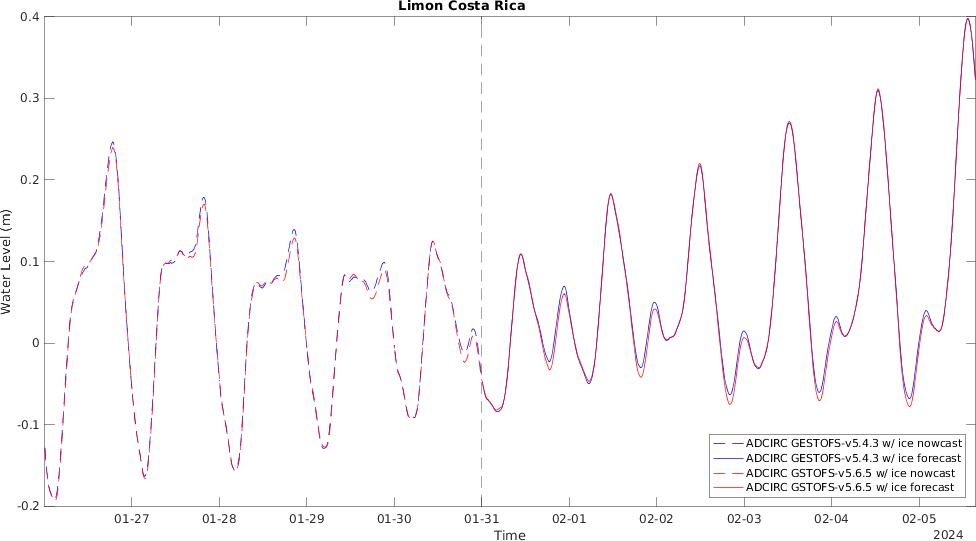 Limon Costa Rica
0.4
0.3
0.2
0.1
0
-0.1
-0.2
Water Level (m)
ADCIRC GESTOFS-v5.4.3 w/ ice nowcast
ADCIRC GESTOFS-v5.4.3 w/ ice forecast
ADCIRC GSTOFS-v5.6.5 w/ ice nowcast
ADCIRC GSTOFS-v5.6.5 w/ ice forecast
01-27 01-28 01-29 01-30 01-31 02-01 02-02 02-03 02-04 02-05
Time
2024